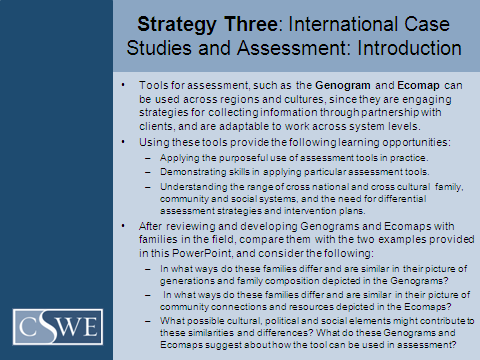 Strategy Three: International Case
Studies and Assessment: Introduction
• Tools for assessment, such as the Genogram and Ecomap can
be used across regions and cultures, since they are engaging
strategies for collecting information through partnership with
clients, and are adaptable to work across system levels.
• Using these tools provide the following learning opportunities:
– Applying the purposeful use of assessment tools in practice.
– Demonstrating skills in applying particular assessment tools.
– Understanding the range of cross national and cross cultural family,
community and social systems, and the need for differential
assessment strategies and intervention plans.
• After reviewing and developing Genograms and Ecomaps with
families in the field, compare them with the two examples provided
in this PowerPoint, and consider the following:
– In what ways do these families differ and are similar in their picture of
generations and family composition depicted in the Genograms?
– In what ways do these families differ and are similar in their picture of
community connections and resources depicted in the Ecomaps?
– What possible cultural, political and social elements might contribute to
these similarities and differences? What do these Genograms and
Ecomaps suggest about how the tool can be used in assessment?
CSWE